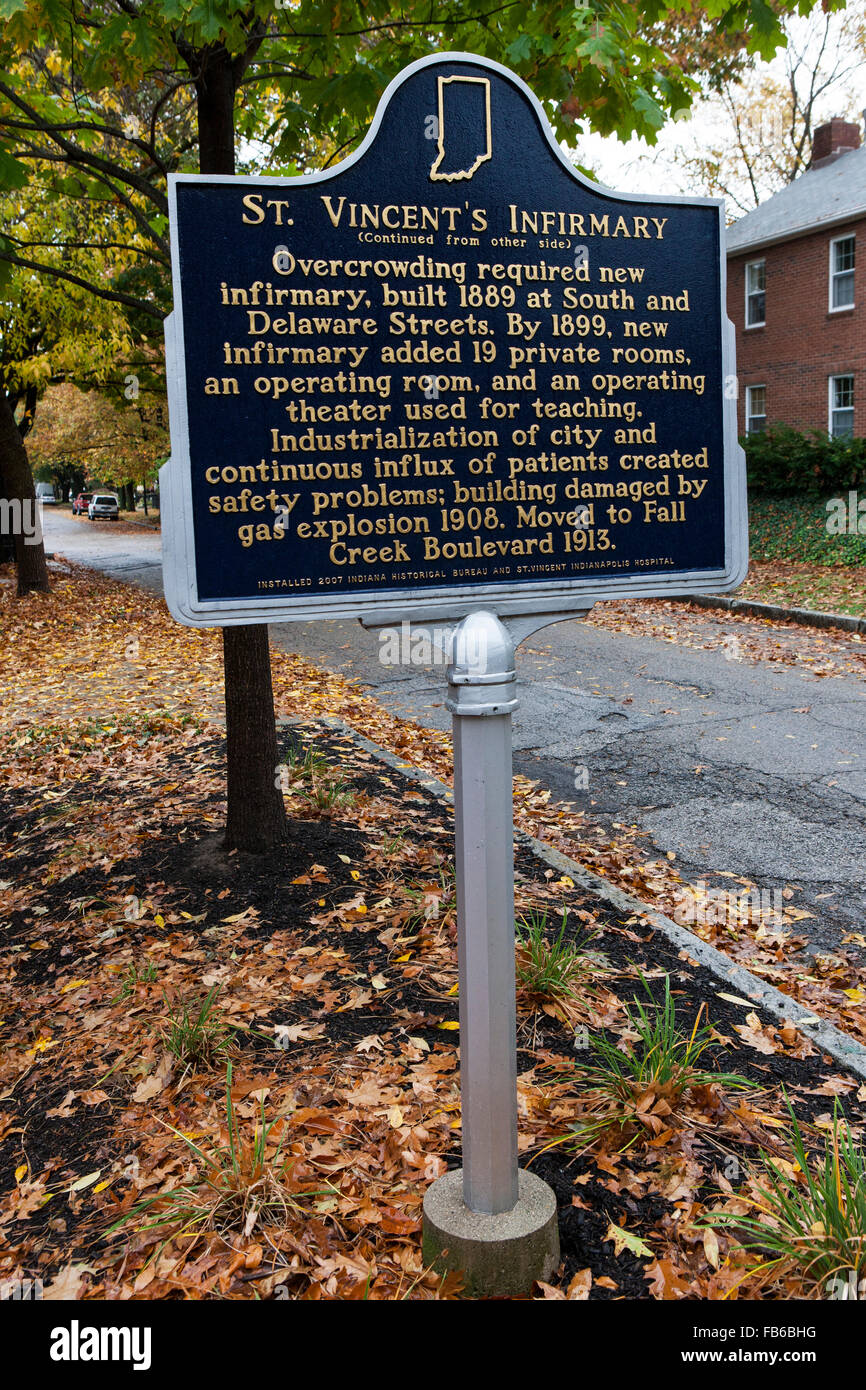 St. Vincent's Infirmary
(Continued from other side)
Overcrowding required new
infirmary, built 1889 at South and
Delaware Streets. By 1899, new
infirmary added 19 private rooms,
an operating room, and an operating
theater used for teaching.
Industrialization of city and
continuous influx of patients created
safety problems; building damaged by
gas explosion 1908. Moved to Fall
Creek Boulevard 1913.
INSTALLED 2007 INDIANA HISTORICAL BUREAU AND ST.VINCENT INDIANAPOLIS HOSPITAL
a
alamy
alamy stock photo
FB6BHG
www.alamy.com